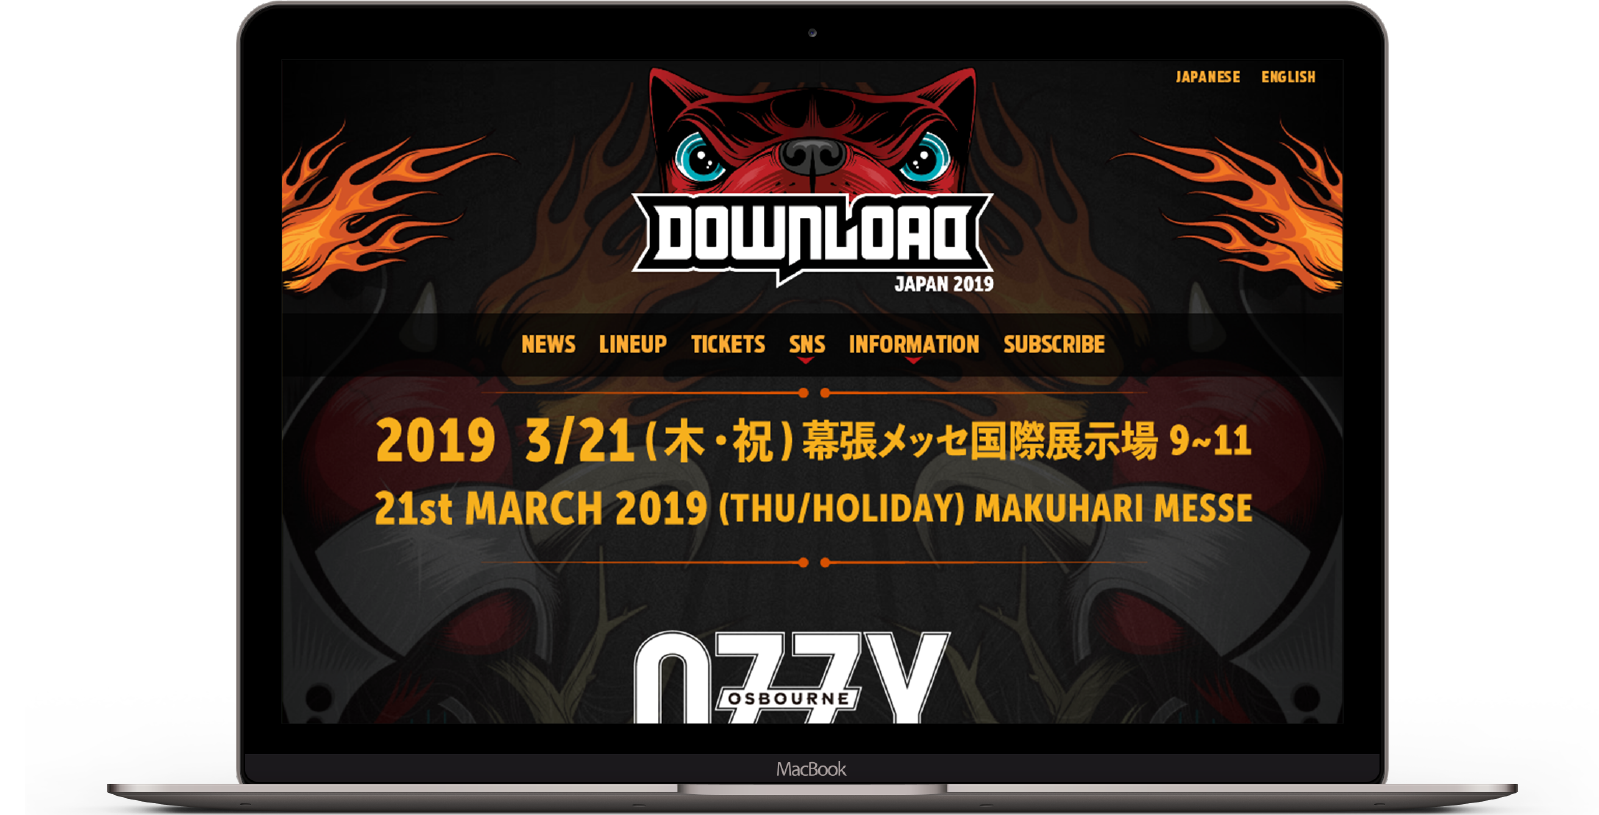 JAPANESE ENGLISH
DOWNLOAD
JAPAN 2019
NEWS LINEUP TICKETS SNS INFORMATION SUBSCRIBE
2019 3/21 (木・祝) 幕張メッセ国際展示場 9~11
21st MARCH 2019 (THU/HOLIDAY) MAKUHARI MESSE
OZZY
OSBOURNE
MacBook